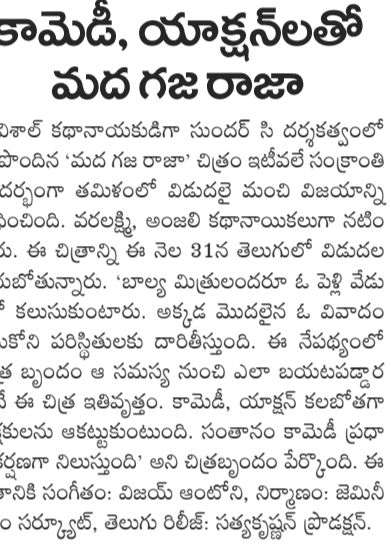 కామెడీ, యాక్షన్‌లతో
మద గజ రాజా
విశాల్ కథానాయకుడిగా సుందర్ సి దర్శకత్వంలో
పొందిన ‘మద గజ రాజా’ చిత్రం ఇటీవలే సంక్రాంతి
దర్భంగా తమిళంలో విడుదలై మంచి విజయాన్ని
ధించింది. వరలక్ష్మి, అంజలి కథానాయికలుగా నటిం
రు. ఈ చిత్రాన్ని ఈ నెల 31న తెలుగులో విడుదల
యబోతున్నారు. ‘బాల్య మిత్రులందరూ ఓ పెళ్లి వేడు
లో కలుసుకుంటారు. అక్కడ మొదలైన ఓ వివాదం
కోని పరిస్థితులకు దారితీస్తుంది. ఈ నేపథ్యంలో
త్ర బృందం ఆ సమస్య నుంచి ఎలా బయటపడ్డార
దే ఈ చిత్ర ఇతివృత్తం. కామెడీ, యాక్షన్ కలబోతగా
క్షకులను ఆకట్టుకుంటుంది. సంతానం కామెడీ ప్రధా
కర్షణగా నిలుస్తుంది’ అని చిత్రబృందం పేర్కొంది. ఈ
రానికి సంగీతం: విజయ్ ఆంటోని, నిర్మాణం: జెమినీ
ం సర్క్యూట్, తెలుగు రిలీజ్: సత్యకృష్ణన్ ప్రొడక్షన్.